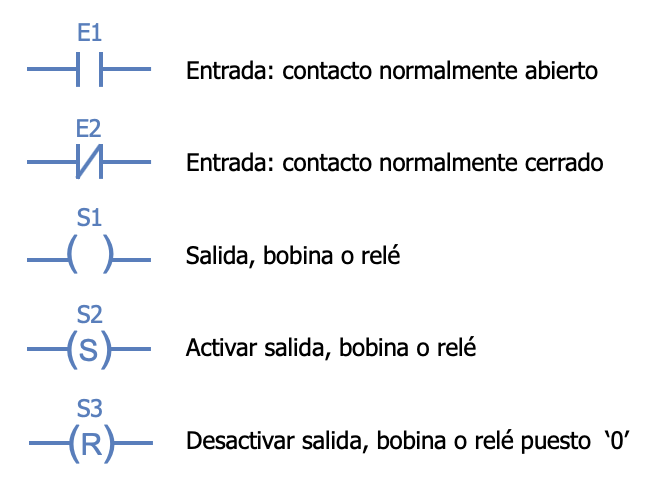 E1
Entrada: contacto normalmente abierto
E2
Entrada: contacto normalmente cerrado
S1
Salida, bobina o relé
S2
S
Activar salida, bobina o relé
S3
R
Desactivar salida, bobina o relé puesto ‘0’